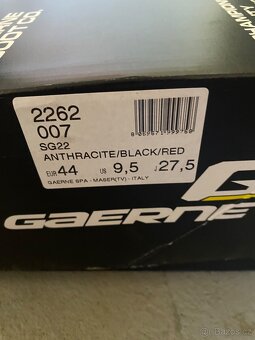 2262
007
SG22
ANTHRACITE/BLACK/RED
EUR 44 US 9,5 J 27,5
GAERNE SPA - MASER(TV) - ITALY
GAERNE